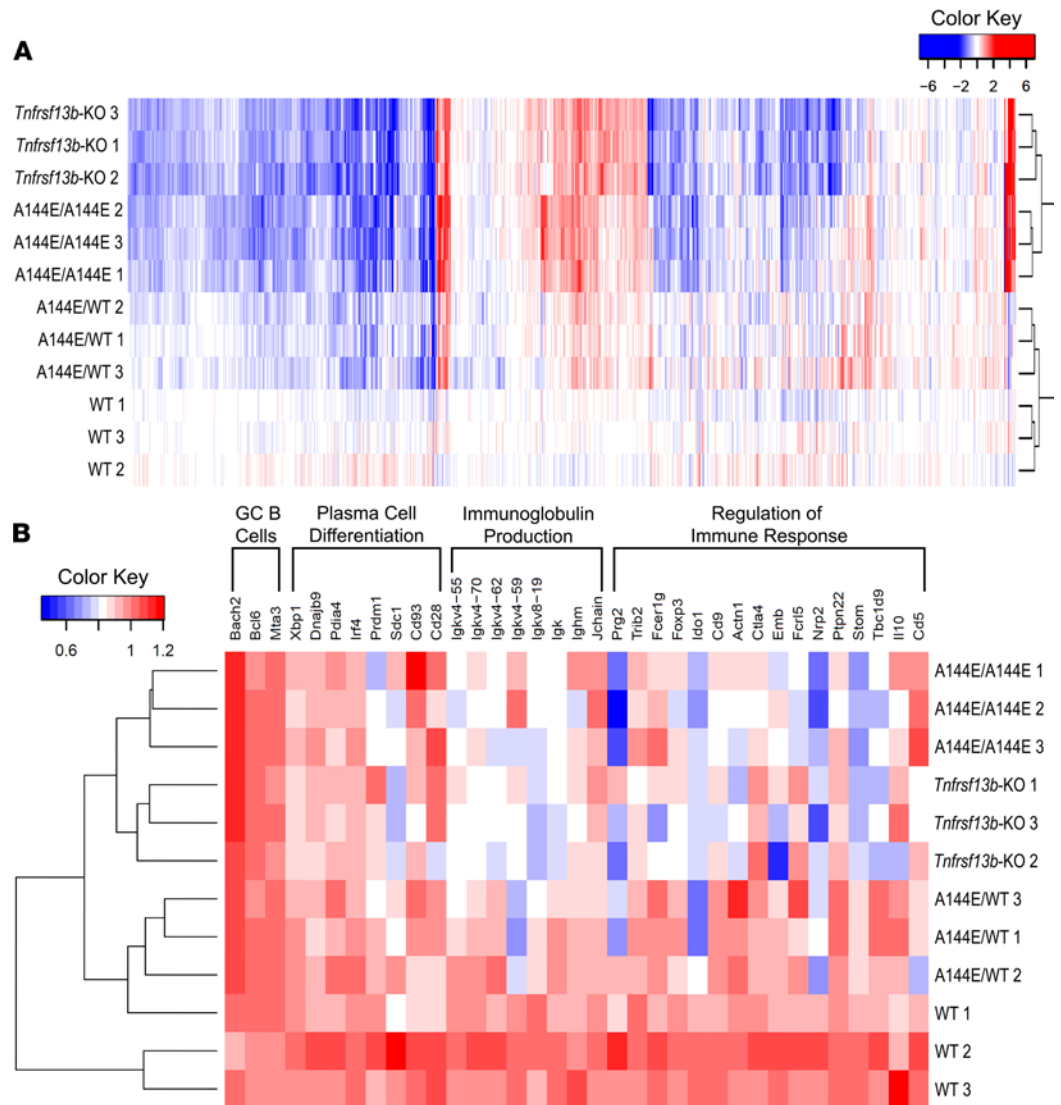 A
Color Key
−6 −2 2 6
Tnfrsf13b-KO 3
Tnfrsf13b-KO 1
Tnfrsf13b-KO 2
A144E/A144E 2
A144E/A144E 3
A144E/A144E 1
A144E/WT 2
A144E/WT 1
A144E/WT 3
WT 1
WT 3
WT 2
B
Color Key
0.6 1 1.2
GC B
Cells
Plasma Cell
Differentiation
Immunoglobulin
Production
Regulation of
Immune Response
Bach2
Bcl6
Mta3
Xbp1
Dnajb9
Pdia4
Irf4
Prdrm1
Sdc1
Cd93
Cd28
Igkv4−55
Igkv4−70
Igkv4−62
Igkv4−59
Igkv8−19
Igk
Ighm
Jchain
Prg2
Trib2
Fcer1g
Foxp3
Ido1
Cd9
Actn1
Ctla4
Emb
Fcrl5
Nrp2
Ptpn22
Stom
Tbc1d9
Il10
Cd5
A144E/A144E 1
A144E/A144E 2
A144E/A144E 3
Tnfrsf13b-KO 1
Tnfrsf13b-KO 3
Tnfrsf13b-KO 2
A144E/WT 3
A144E/WT 1
A144E/WT 2
WT 1
WT 2
WT 3